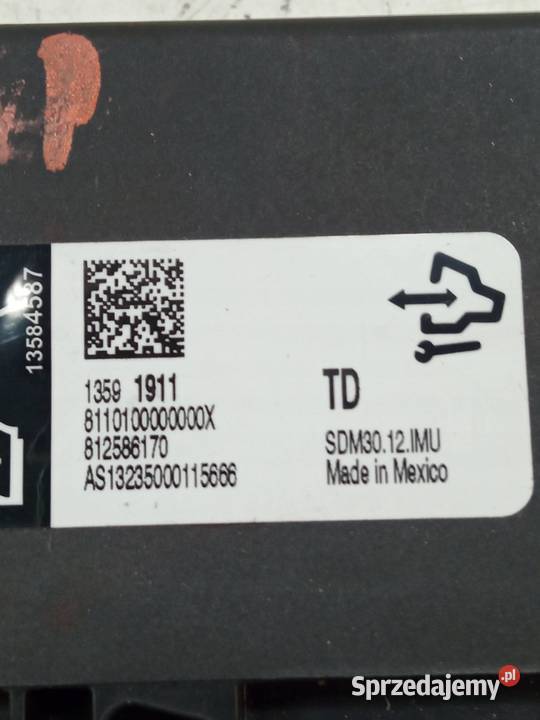 13584587
1359 1911
8110100000000X
812586170
AS13235000115666
TD
SDM30.12.IMU
Made in Mexico
Sprzedajemy.pl